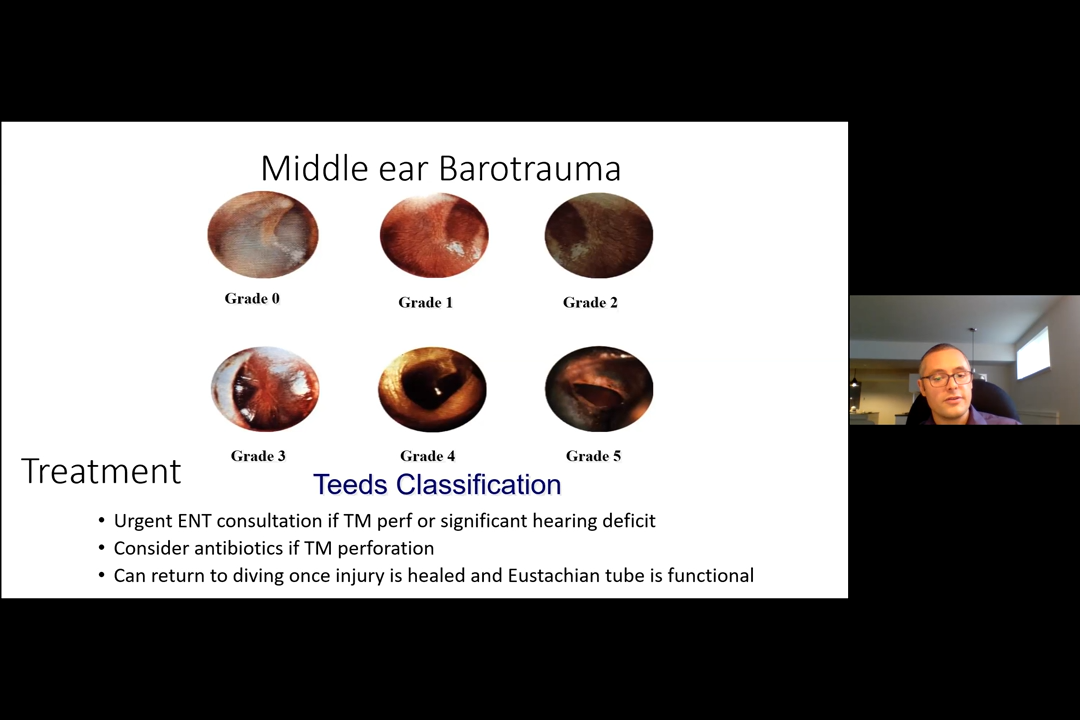 Middle ear Barotrauma
Grade 0
Grade 1
Grade 2
Grade 3
Grade 4
Grade 5
Treatment
Teeds Classification
• Urgent ENT consultation if TM perf or significant hearing deficit
• Consider antibiotics if TM perforation
• Can return to diving once injury is healed and Eustachian tube is functional